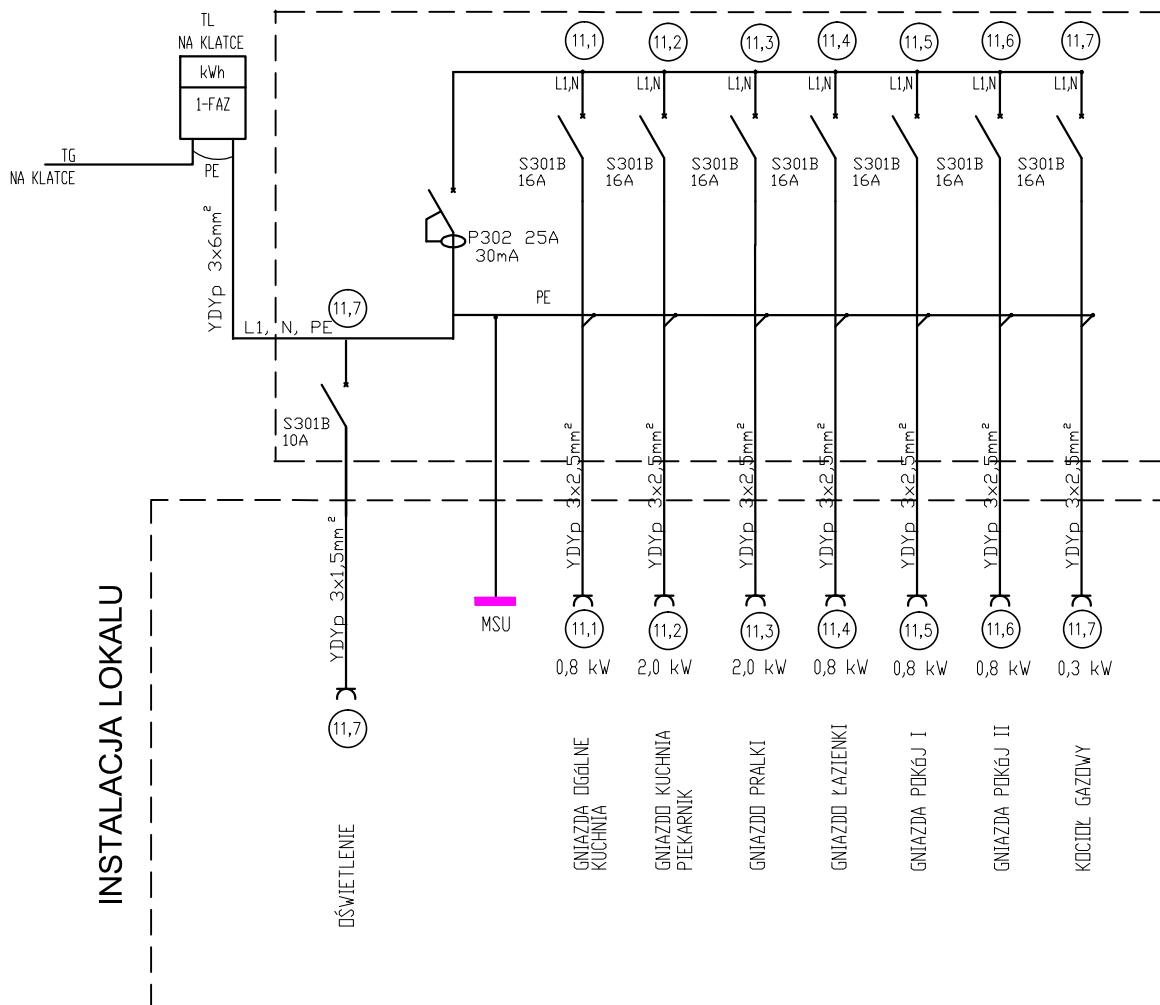 TL
NA KLATCE
kWh
1-FAZ
TG
NA KLATCE
PE
YDYp 3x6mm²
L1, N, PE
11,7
S301B
10A
YDYp 3x1,5mm²
11,7
OŚWIETLENIE
P302 25A
30mA
PE
MSU
11,1
11,2
11,3
11,4
11,5
11,6
11,7
L1,N
L1,N
L1,N
L1,N
L1,N
L1,N
L1,N
S301B
16A
S301B
16A
S301B
16A
S301B
16A
S301B
16A
S301B
16A
S301B
16A
YDYp 3x2,5mm²
YDYp 3x2,5mm²
YDYp 3x2,5mm²
YDYp 3x2,5mm²
YDYp 3x2,5mm²
YDYp 3x2,5mm²
YDYp 3x2,5mm²
11,1
11,2
11,3
11,4
11,5
11,6
11,7
0,8 kW
2,0 kW
2,0 kW
0,8 kW
0,8 kW
0,8 kW
0,3 kW
GNIAZDA OGÓLNE
KUCHNIA
GNIAZDO KUCHNIA
PIEKARNIK
GNIAZDO PRALKI
GNIAZDO ŁAZIENKI
GNIAZDA POKÓJ I
GNIAZDA POKÓJ II
KOCIOŁ GAZOWY
INSTALACJA LOKALU